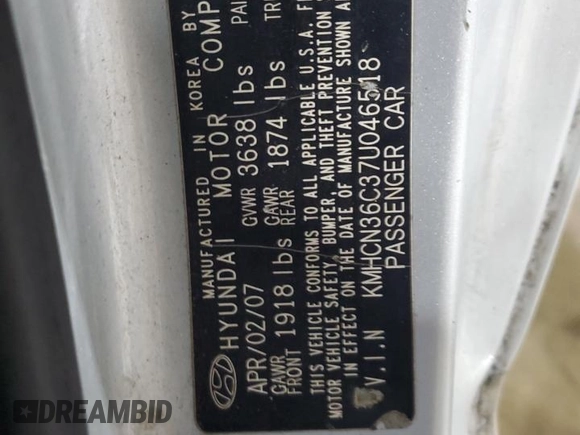 MANUFACTURED IN KOREA BY
HYUNDAI MOTOR COMP
APR/02/07 GVWR 3638 lbs PAI
GAWR FRONT 1918 lbs GAWR REAR 1874 lbs TR
THIS VEHICLE CONFORMS TO ALL APPLICABLE U.S.A. F
MOTOR VEHICLE SAFETY, BUMPER, AND THEFT PREVENTION
IN EFFECT ON THE DATE OF MANUFACTURE SHOWN A
V.I.N KMHCN36C37U046518
PASSENGER CAR
DREAMBID